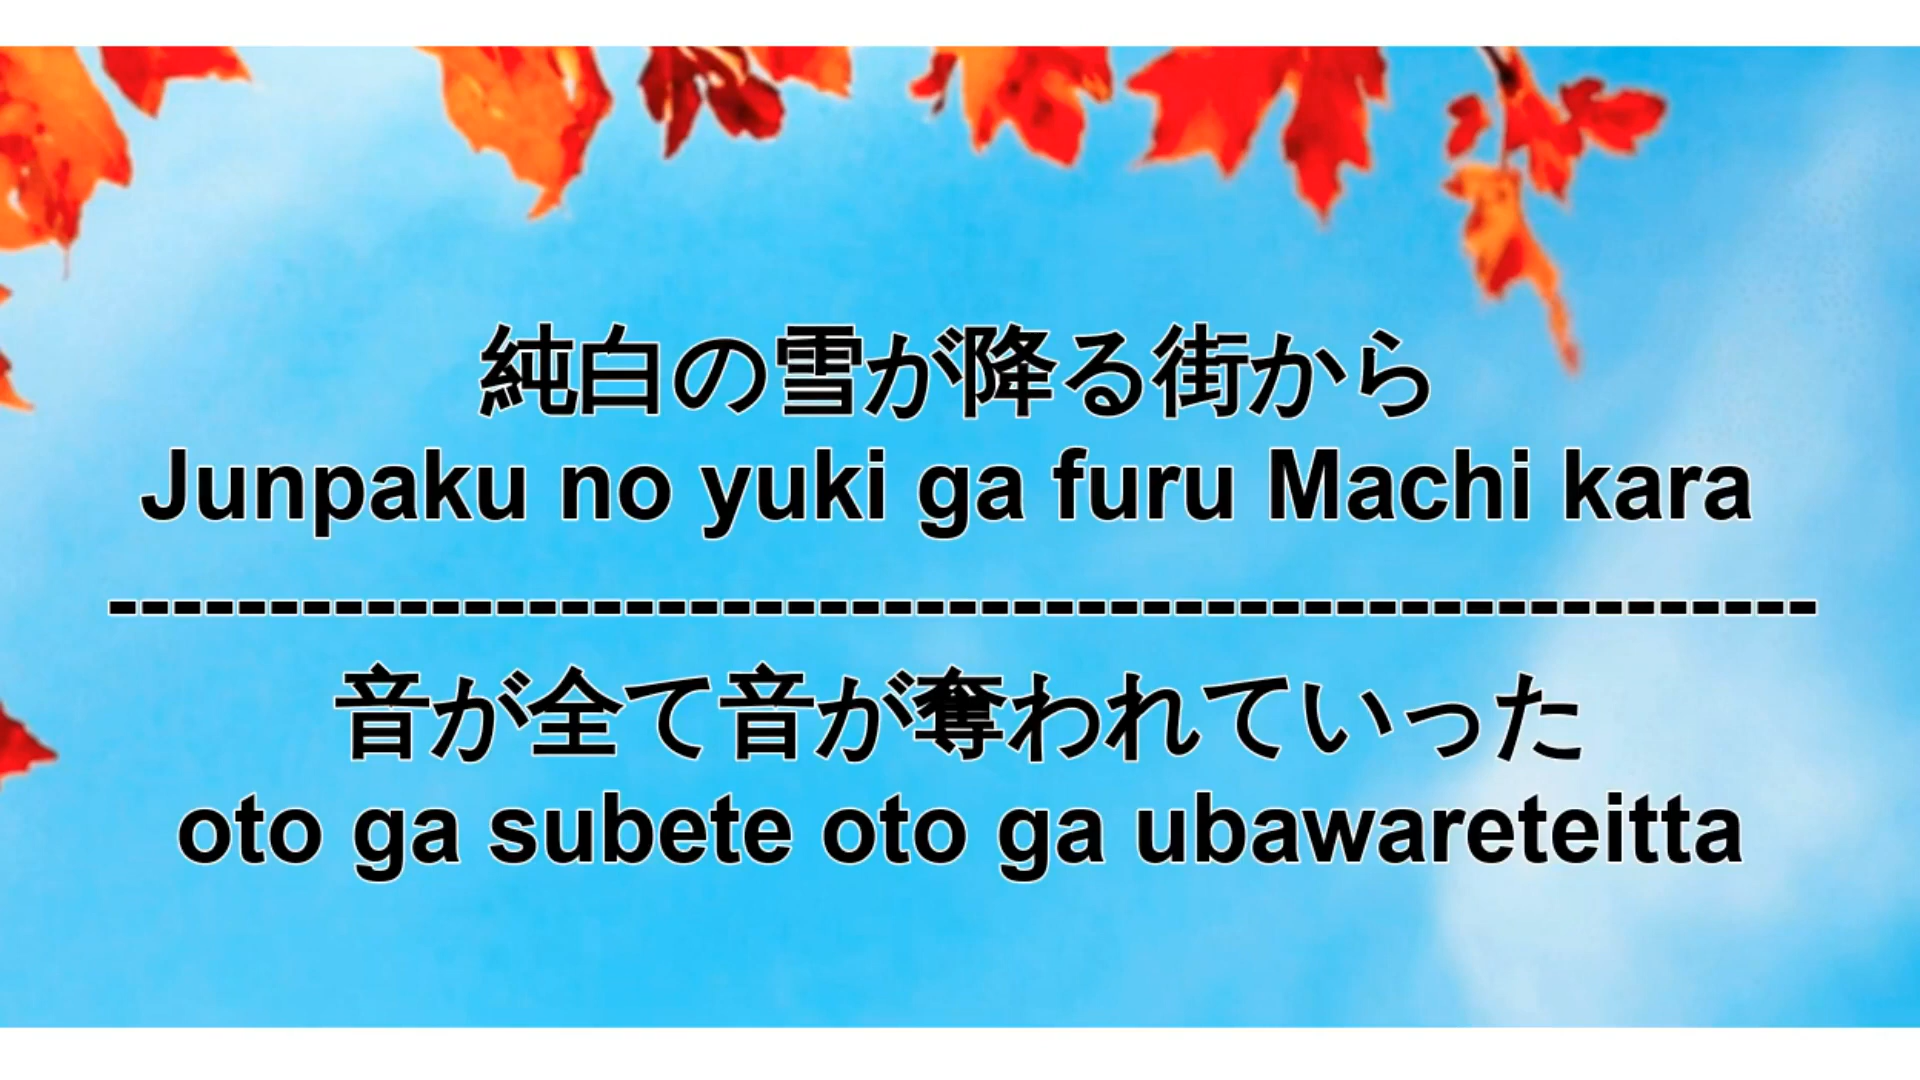 純白の雪が降る街から
Junpaku no yuki ga furu Machi kara
-----------------------------------------------------
音が全て音が奪われていった
oto ga subete oto ga ubawareteitta